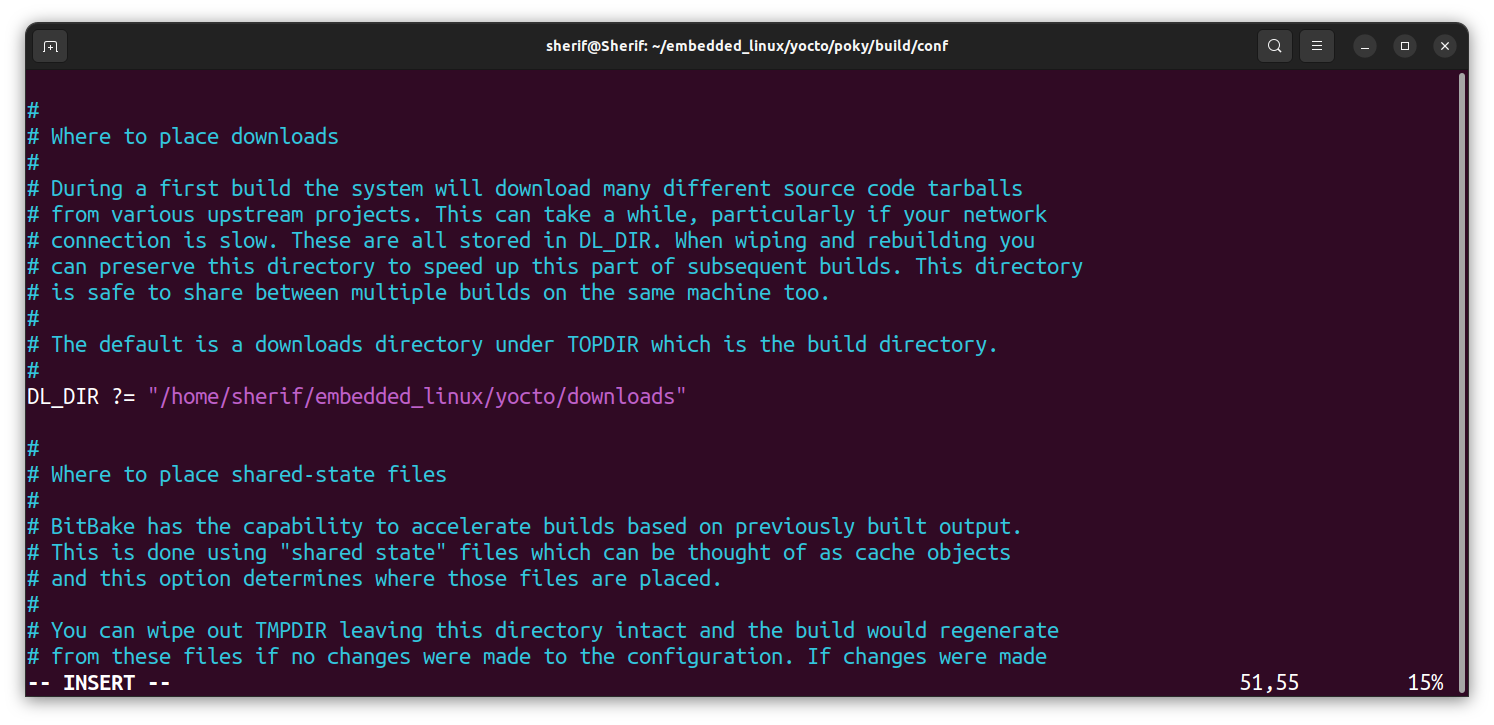 sherif@Sherif: ~/embedded_linux/yocto/poky/build/conf
#
# Where to place downloads
#
# During a first build the system will download many different source code tarballs
# from various upstream projects. This can take a while, particularly if your network
# connection is slow. These are all stored in DL_DIR. When wiping and rebuilding you
# can preserve this directory to speed up this part of subsequent builds. This directory
# is safe to share between multiple builds on the same machine too.
#
# The default is a downloads directory under TOPDIR which is the build directory.
#
DL_DIR ?= "/home/sherif/embedded_linux/yocto/downloads"
#
# Where to place shared-state files
#
# BitBake has the capability to accelerate builds based on previously built output.
# This is done using "shared state" files which can be thought of as cache objects
# and this option determines where those files are placed.
#
# You can wipe out TMPDIR leaving this directory intact and the build would regenerate
# from these files if no changes were made to the configuration. If changes were made
-- INSERT -- 51,55 15%